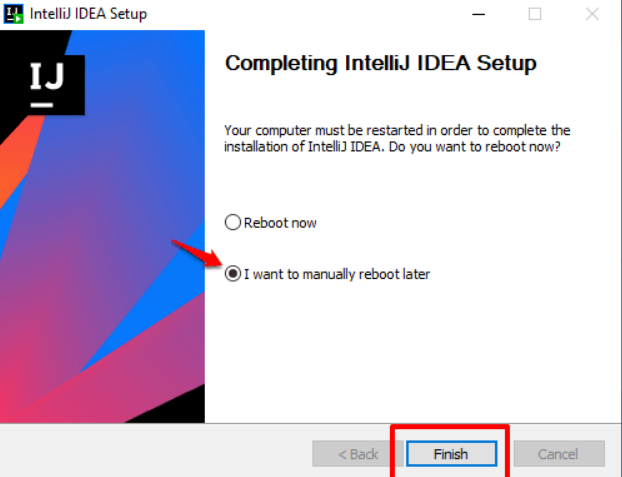 IntelliJ IDEA Setup
IJ
Completing IntelliJ IDEA Setup
Your computer must be restarted in order to complete the
installation of IntelliJ IDEA. Do you want to reboot now?
Reboot now
I want to manually reboot later
< Back Finish Cancel